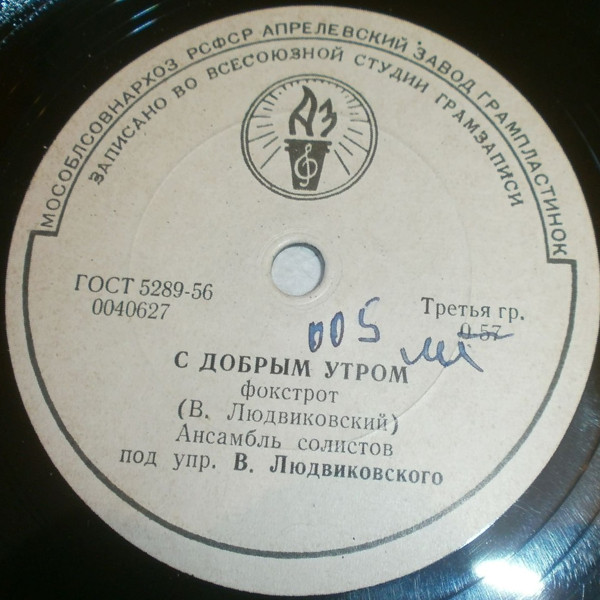 МОСОБЛСОВНАРХОЗ РСФСР АПРЕЛЕВСКИЙ ЗАВОД ГРАМПЛАСТИНОК
ЗАПИСАНО ВО ВСЕСОЮЗНОЙ СТУДИИ ГРАМЗАПИСИ
АЗ
ГОСТ 5289-56
0040627
Третья гр.
0-57
005
С ДОБРЫМ УТРОМ
фокстрот
(В. Людвиковский)
Ансамбль солистов
под упр. В. Людвиковского